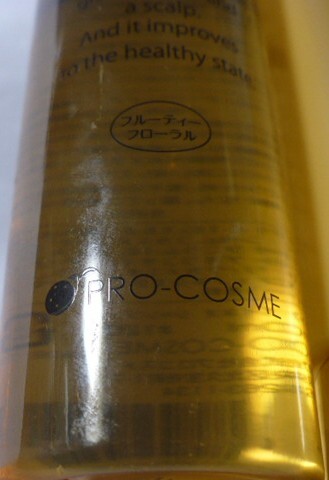 a scalp.
And it improves
to the healthy state
フルーティー
フローラル
PRO-COSME